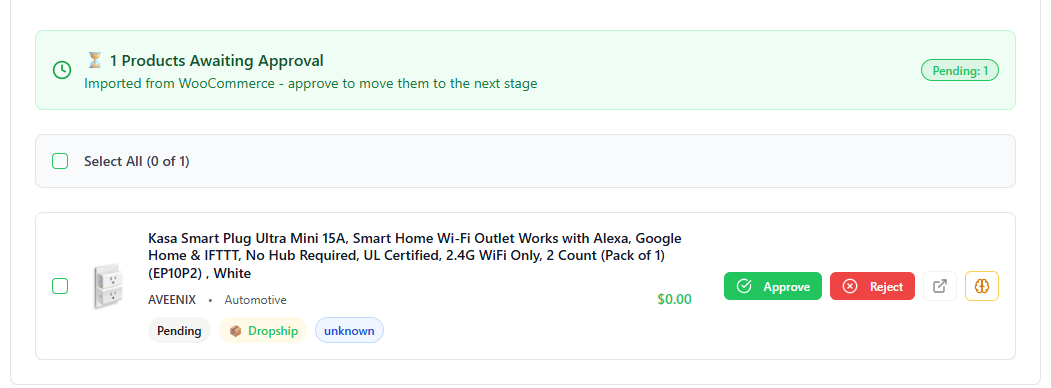 ⏳ 1 Products Awaiting Approval
Imported from WooCommerce - approve to move them to the next stage
Pending: 1
Select All (0 of 1)
Kasa Smart Plug Ultra Mini 15A, Smart Home Wi-Fi Outlet Works with Alexa, Google
Home & IFTTT, No Hub Required, UL Certified, 2.4G WiFi Only, 2 Count (Pack of 1)
(EP10P2) , White
AVEENIX • Automotive
$0.00
Approve
Reject
Pending
📦 Dropship
unknown